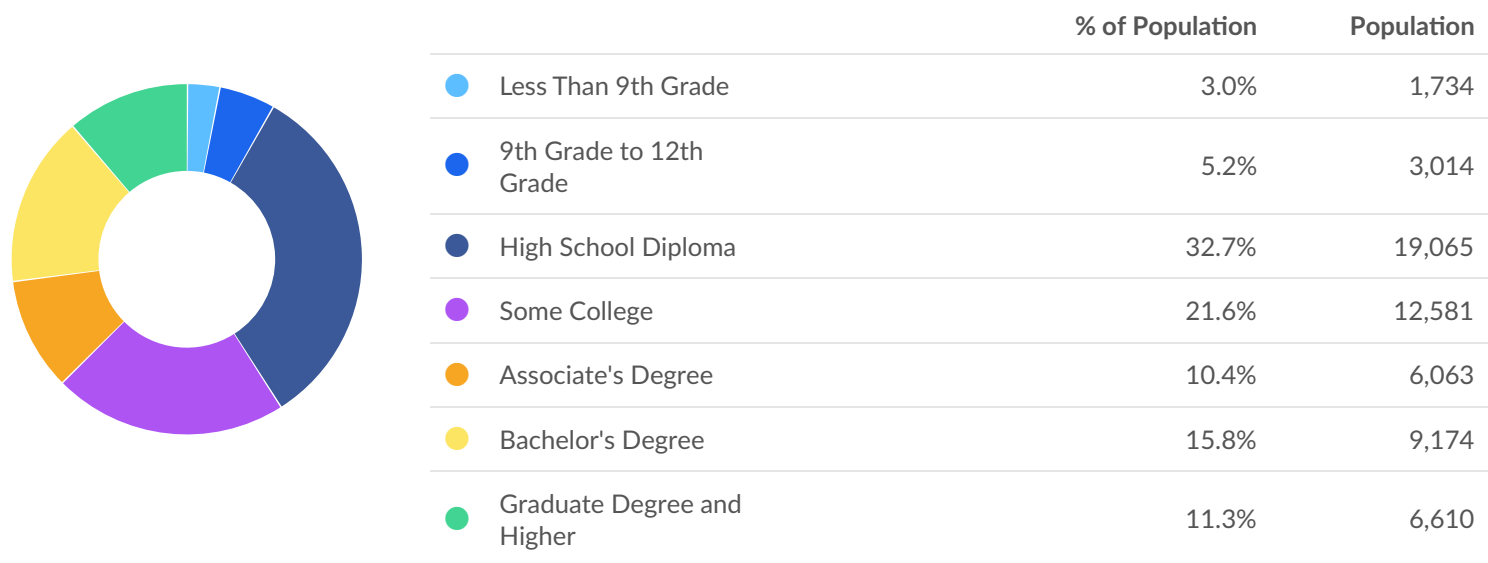 % of Population Population
Less Than 9th Grade 3.0% 1,734
9th Grade to 12th
Grade 5.2% 3,014
High School Diploma 32.7% 19,065
Some College 21.6% 12,581
Associate's Degree 10.4% 6,063
Bachelor's Degree 15.8% 9,174
Graduate Degree and
Higher 11.3% 6,610